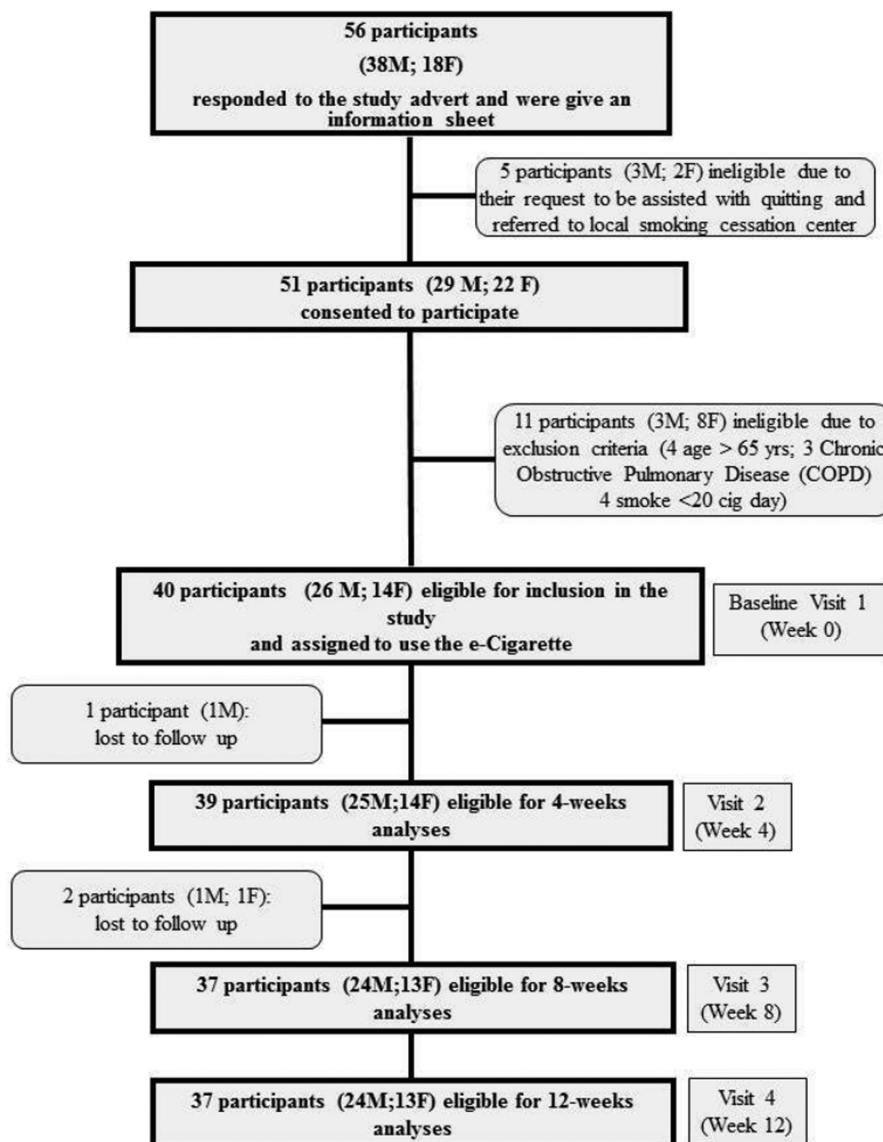 56 participants
(38M; 18F)
responded to the study advert and were give an
information sheet
5 participants (3M; 2F) ineligible due to
their request to be assisted with quitting and
referred to local smoking cessation center
51 participants (29 M; 22 F)
consented to participate
11 participants (3M; 8F) ineligible due to
exclusion criteria (4 age > 65 yrs; 3 Chronic
Obstructive Pulmonary Disease (COPD)
4 smoke <20 cig day)
40 participants (26 M; 14F) eligible for inclusion in the
study
and assigned to use the e-Cigarette
Baseline Visit 1
(Week 0)
1 participant (1M):
lost to follow up
39 participants (25M;14F) eligible for 4-weeks
analyses
Visit 2
(Week 4)
2 participants (1M; 1F):
lost to follow up
37 participants (24M;13F) eligible for 8-weeks
analyses
Visit 3
(Week 8)
37 participants (24M;13F) eligible for 12-weeks
analyses
Visit 4
(Week 12)